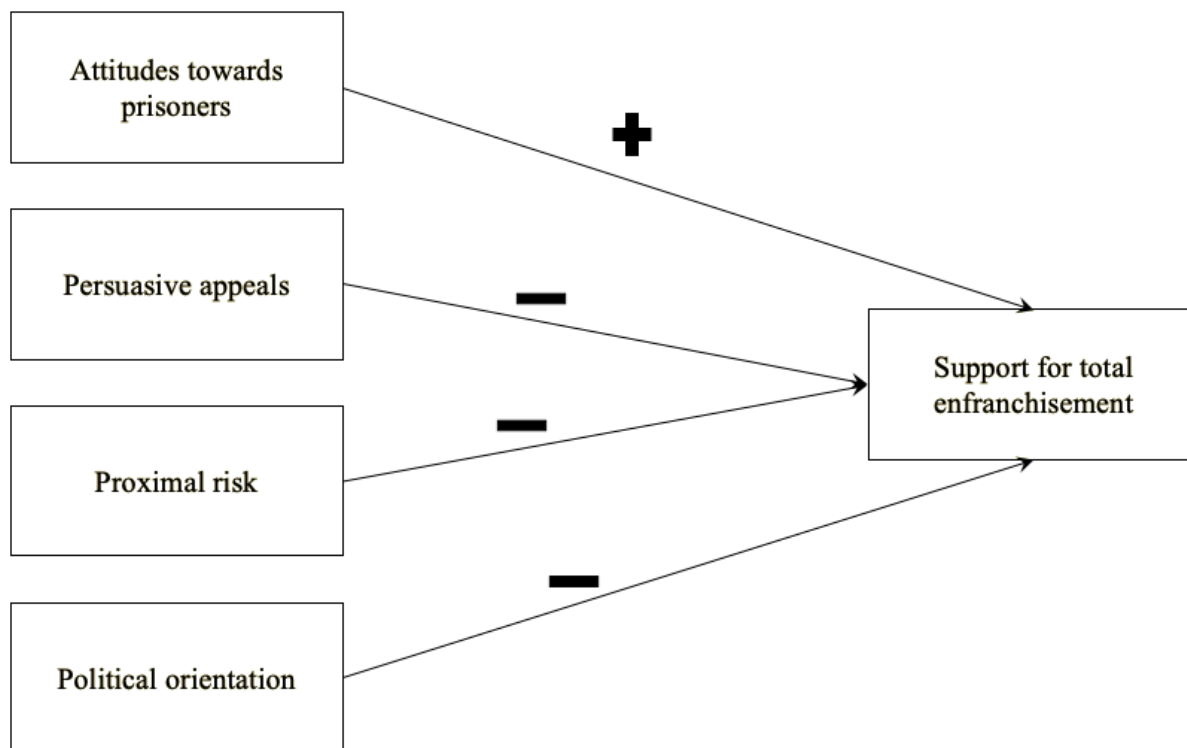 Attitudes towards
prisoners
+
Persuasive appeals
−
Support for total
enfranchisement
−
Proximal risk
−
Political orientation